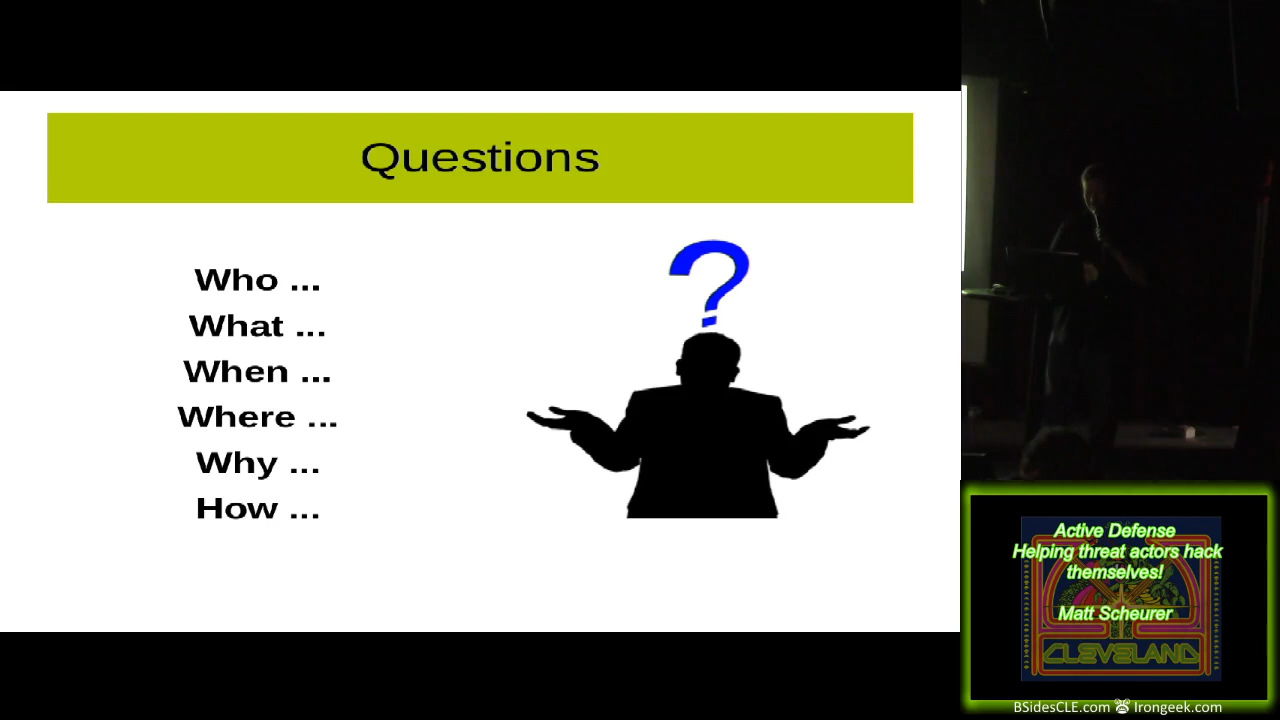 Questions
Who ...
What ...
When ...
Where ...
Why ...
How ...
?
Active Defense
Helping threat actors hack
themselves!
Matt Scheurer
CLEVELAND
BSidesCLE.com Irongeek.com